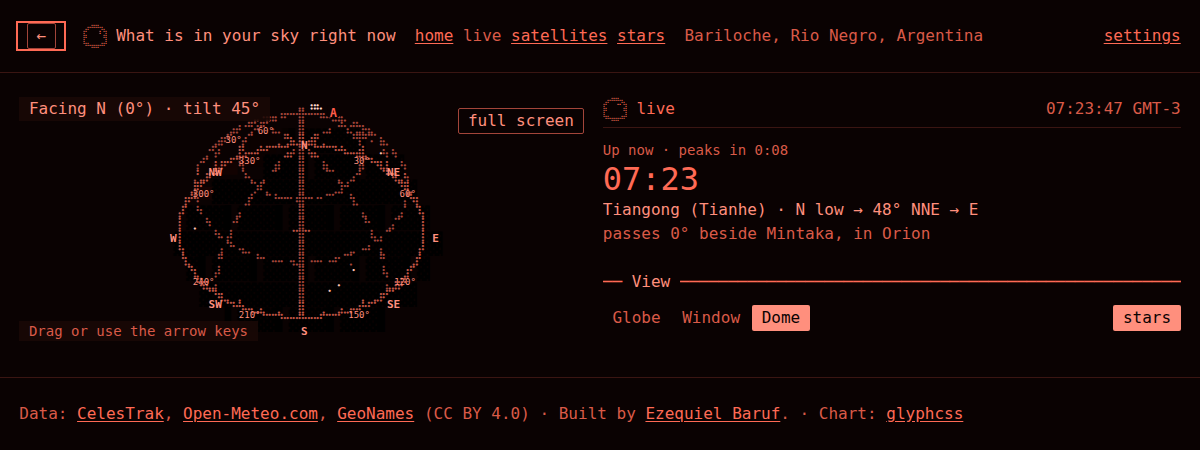 ← What is in your sky right now home live satellites stars Bariloche, Rio Negro, Argentina settings
Facing N (0°) · tilt 45°
full screen
A
60°
30°
N
330°
30°
NW
NE
300°
60°
W
E
240°
120°
SW
SE
210°
150°
S
Drag or use the arrow keys
live 07:23:47 GMT-3
Up now · peaks in 0:08
07:23
Tiangong (Tianhe) · N low → 48° NNE → E
passes 0° beside Mintaka, in Orion
View
Globe Window Dome stars
Data: CelesTrak, Open-Meteo.com, GeoNames (CC BY 4.0) · Built by Ezequiel Baruf. · Chart: glyphcss